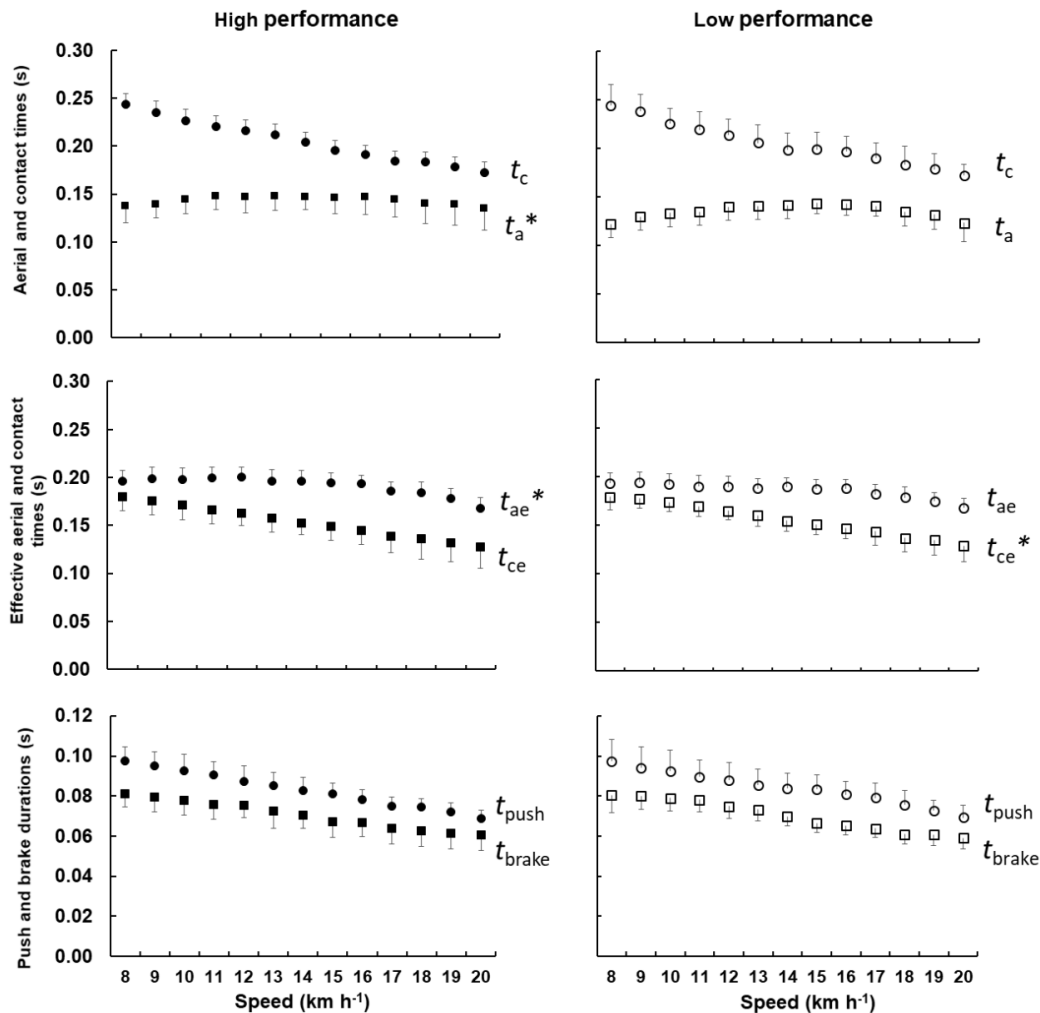 High performance
Low performance
Aerial and contact times (s)
0.30
0.25
0.20
0.15
0.10
0.05
0.00
tc
ta*
tc
ta
Effective aerial and contact
times (s)
0.30
0.25
0.20
0.15
0.10
0.05
0.00
tae*
tce
tae
tce*
Push and brake durations (s)
0.12
0.10
0.08
0.06
0.04
0.02
0.00
tpush
tbrake
tpush
tbrake
8 9 10 11 12 13 14 15 16 17 18 19 20
Speed (km h-1)
8 9 10 11 12 13 14 15 16 17 18 19 20
Speed (km h-1)